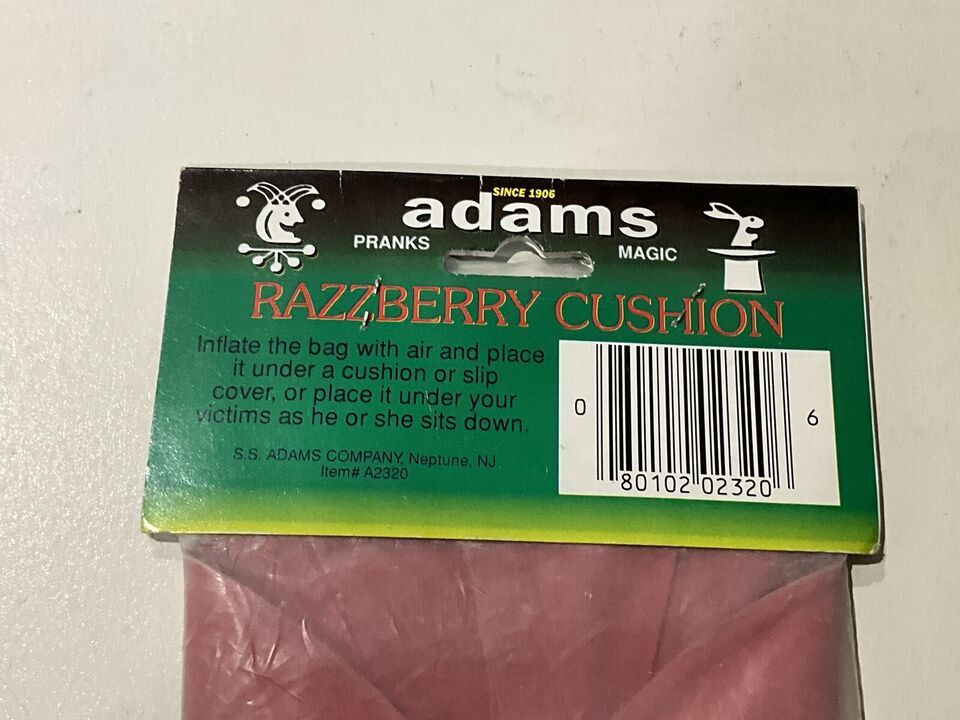 SINCE 1906
adams
PRANKS
MAGIC
RAZZBERRY CUSHION
Inflate the bag with air and place
it under a cushion or slip
cover, or place it under your
victims as he or she sits down.
S.S. ADAMS COMPANY, Neptune, NJ
Item# A2320
0 80102 02320 6